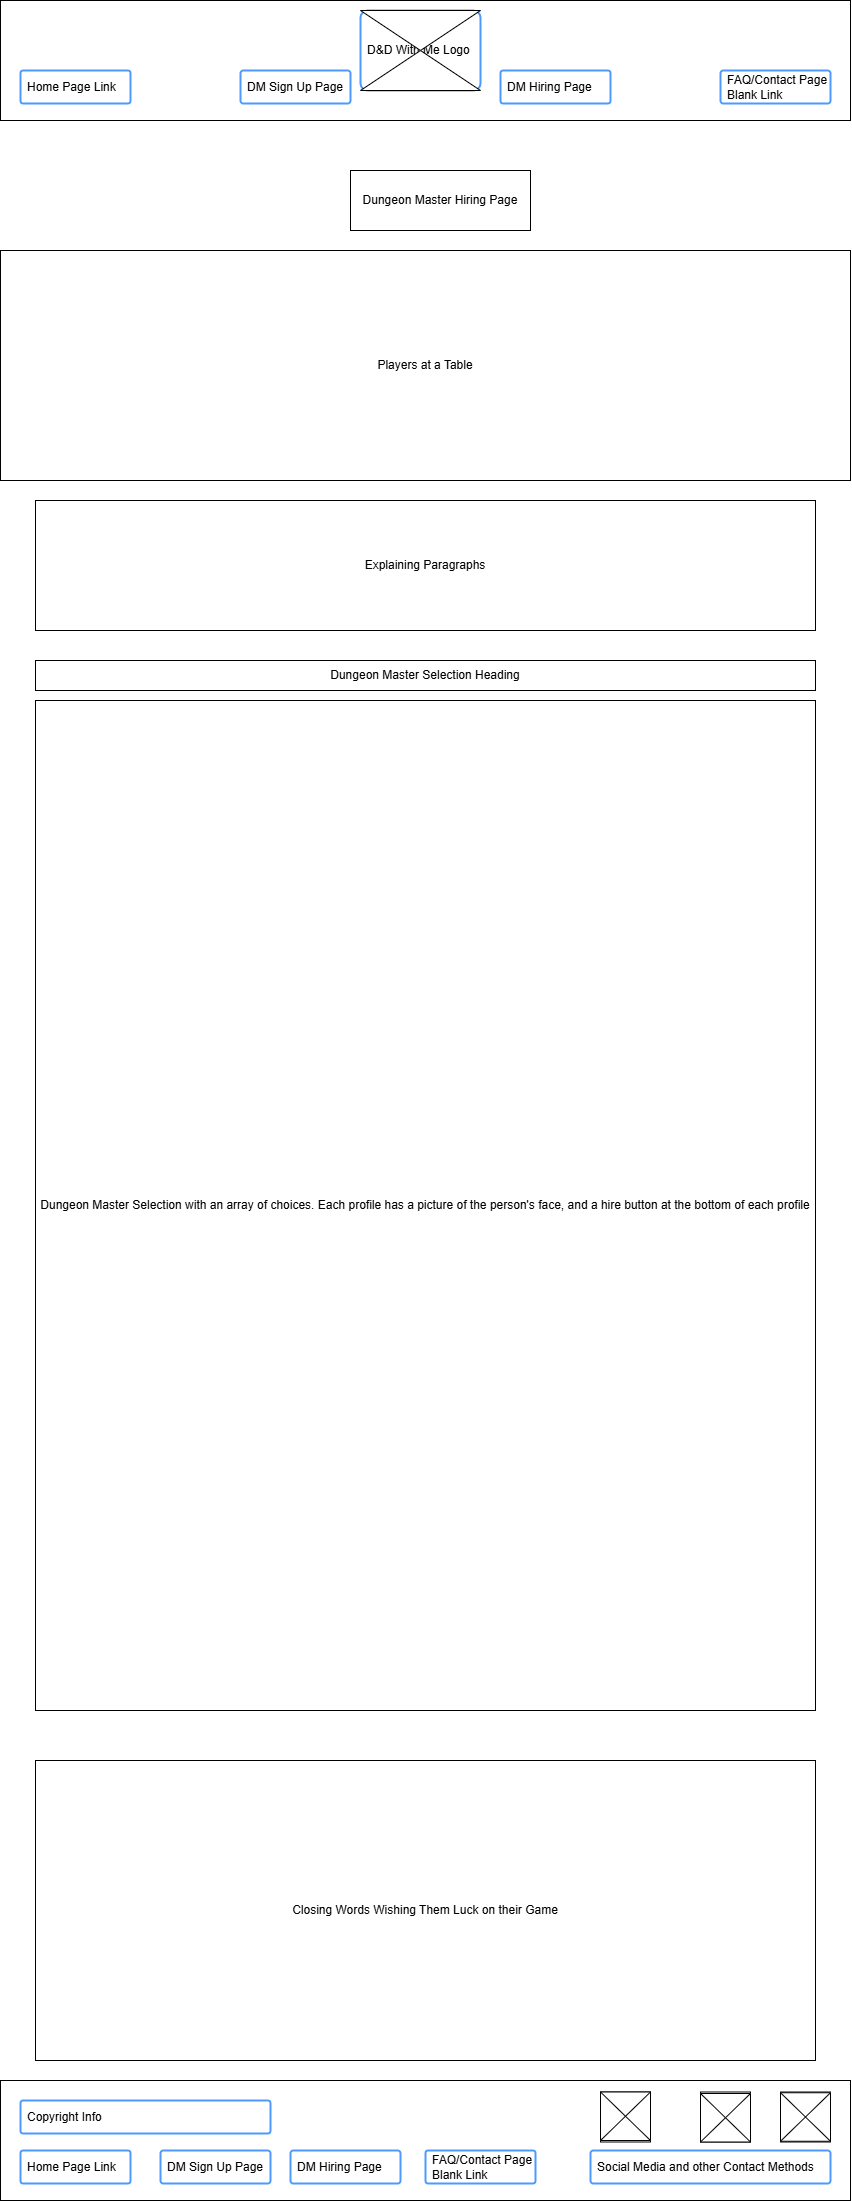 D&D With Me Logo
Home Page Link
DM Sign Up Page
DM Hiring Page
FAQ/Contact Page
Blank Link
Dungeon Master Hiring Page
Players at a Table
Explaining Paragraphs
Dungeon Master Selection Heading
Dungeon Master Selection with an array of choices. Each profile has a picture of the person's face, and a hire button at the bottom of each profile
Closing Words Wishing Them Luck on their Game
Copyright Info
Home Page Link
DM Sign Up Page
DM Hiring Page
FAQ/Contact Page
Blank Link
Social Media and other Contact Methods